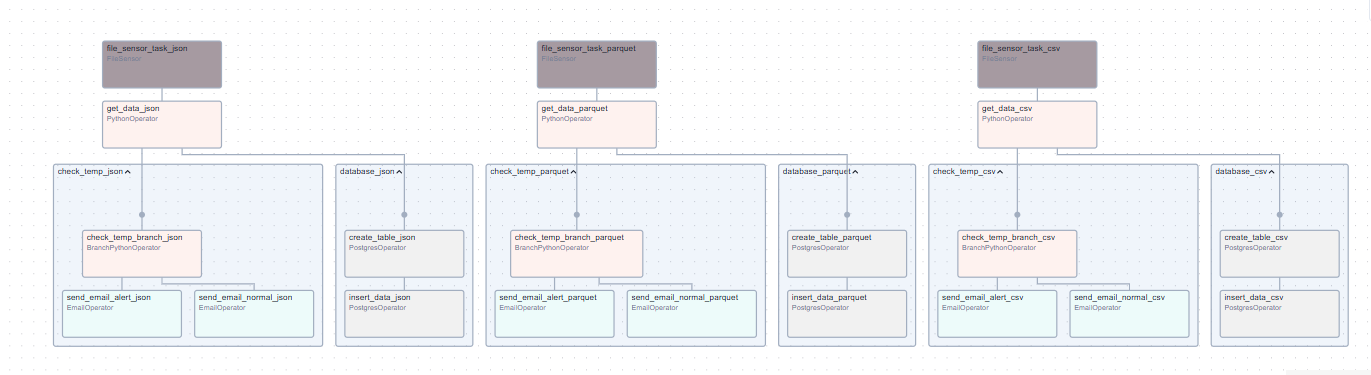 file_sensor_task_json
FileSensor
file_sensor_task_parquet
FileSensor
file_sensor_task_csv
FileSensor
get_data_json
PythonOperator
get_data_parquet
PythonOperator
get_data_csv
PythonOperator
check_temp_json
database_json
check_temp_parquet
database_parquet
check_temp_csv
database_csv
check_temp_branch_json
BranchPythonOperator
create_table_json
PostgresOperator
check_temp_branch_parquet
BranchPythonOperator
create_table_parquet
PostgresOperator
check_temp_branch_csv
BranchPythonOperator
create_table_csv
PostgresOperator
send_email_alert_json
EmailOperator
send_email_normal_json
EmailOperator
insert_data_json
PostgresOperator
send_email_alert_parquet
EmailOperator
send_email_normal_parquet
EmailOperator
insert_data_parquet
PostgresOperator
send_email_alert_csv
EmailOperator
send_email_normal_csv
EmailOperator
insert_data_csv
PostgresOperator